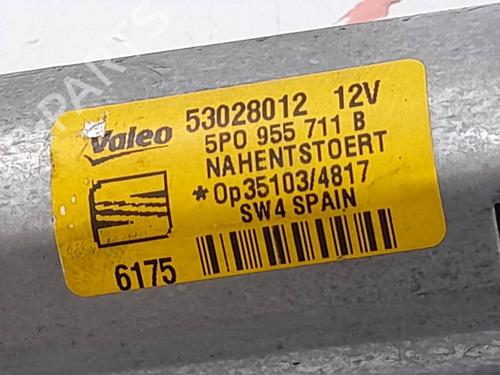 Valeo 53028012 12V
5P0 955 711 B
NAHENTSTOERT
*Op35103/4817
SW4 SPAIN
6175